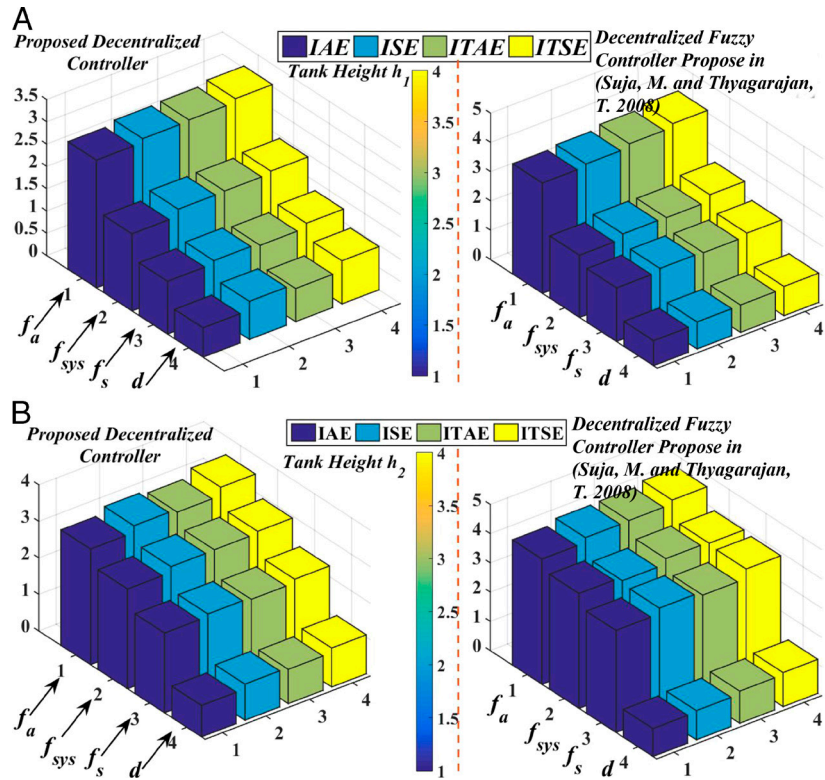 A
Proposed Decentralized
Controller
IAE ISE ITAE ITSE
Tank Height h1
Decentralized Fuzzy
Controller Propose in
(Suja, M. and Thyagarajan,
T. 2008)
3.5
3
2.5
2
1.5
1
0.5
0
1
2
3
4
fa
fsys
fs
d
1
2
3
4
4
3.5
3
2.5
2
1.5
1
5
4
3
2
1
0
1
2
3
4
fa
fsys
fs
d
1
2
3
4
B
Proposed Decentralized
Controller
IAE ISE ITAE ITSE
Tank Height h2
Decentralized Fuzzy
Controller Propose in
(Suja, M. and Thyagarajan,
T. 2008)
4
3
2
1
0
1
2
3
4
fa
fsys
fs
d
1
2
3
4
4
3.5
3
2.5
2
1.5
1
5
4
3
2
1
0
1
2
3
4
fa
fsys
fs
d
1
2
3
4